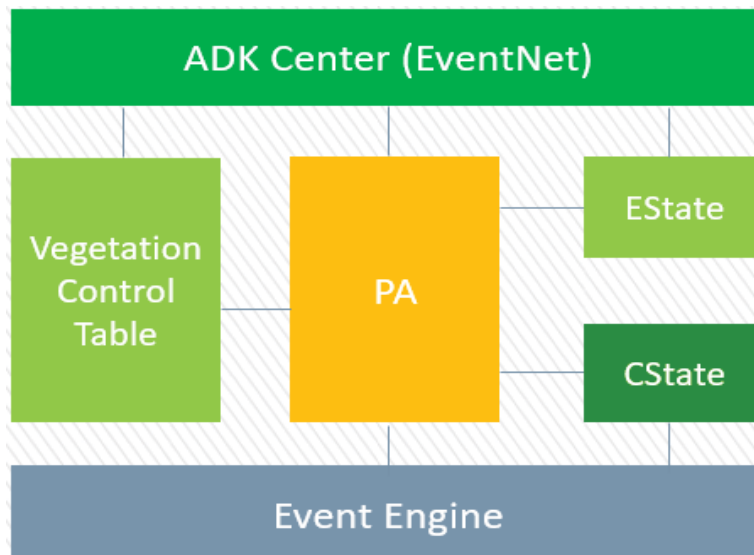 ADK Center (EventNet)
Vegetation
Control
Table
PA
EState
CState
Event Engine